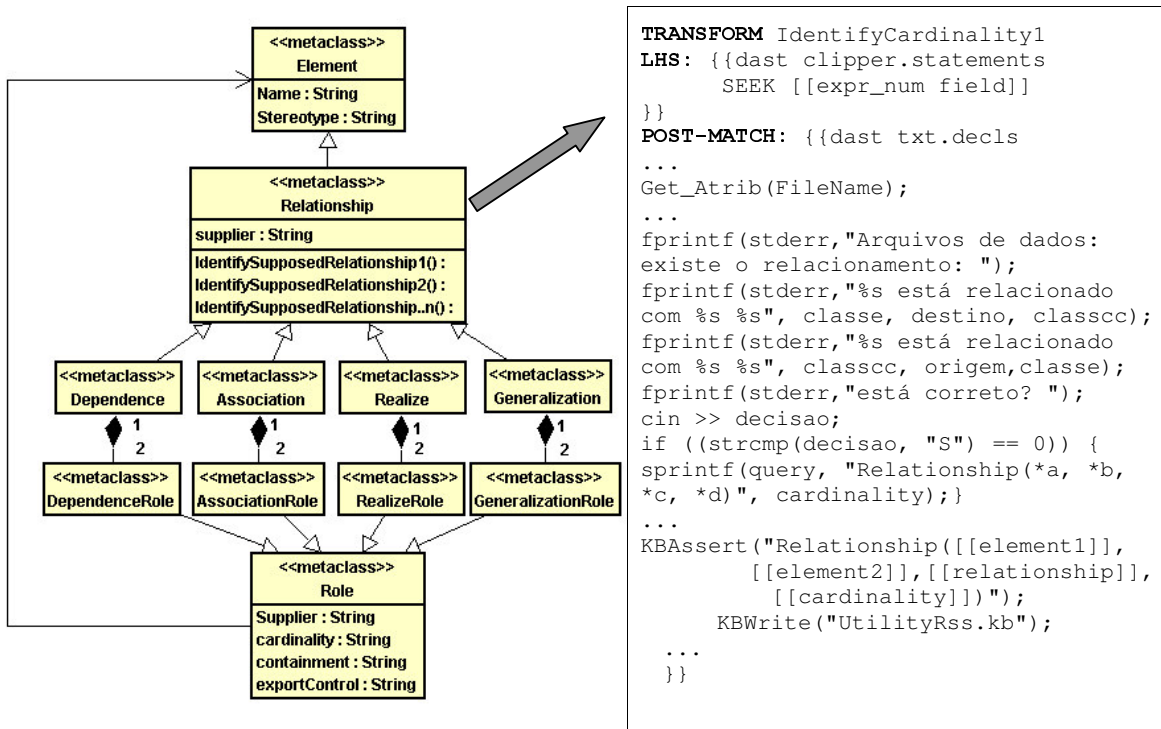 <<metaclass>>
Element
Name : String
Stereotype : String
<<metaclass>>
Relationship
supplier : String
IdentifySupposedRelationship1() :
IdentifySupposedRelationship2() :
IdentifySupposedRelationship..n() :
<<metaclass>>
Dependence
<<metaclass>>
Association
<<metaclass>>
Realize
<<metaclass>>
Generalization
1
2
1
2
1
2
1
2
<<metaclass>>
DependenceRole
<<metaclass>>
AssociationRole
<<metaclass>>
RealizeRole
<<metaclass>>
GeneralizationRole
<<metaclass>>
Role
Supplier : String
cardinality : String
containment : String
exportControl : String
TRANSFORM IdentifyCardinality1
LHS: {{dast clipper.statements
SEEK [[expr_num field]]
}}
POST-MATCH: {{dast txt.decls
...
Get_Atrib(FileName);
...
fprintf(stderr,"Arquivos de dados:
existe o relacionamento: ");
fprintf(stderr,"%s está relacionado
com %s %s", classe, destino, classcc);
fprintf(stderr,"%s está relacionado
com %s %s", classcc, origem,classe);
fprintf(stderr,"está correto? ");
cin >> decisao;
if ((strcmp(decisao, "S") == 0)) {
sprintf(query, "Relationship(*a, *b,
*c, *d)", cardinality);}
...
KBAssert("Relationship([[element1]],
[[element2]],[[relationship]],
[[cardinality]])");
KBWrite("UtilityRss.kb");
...
}}